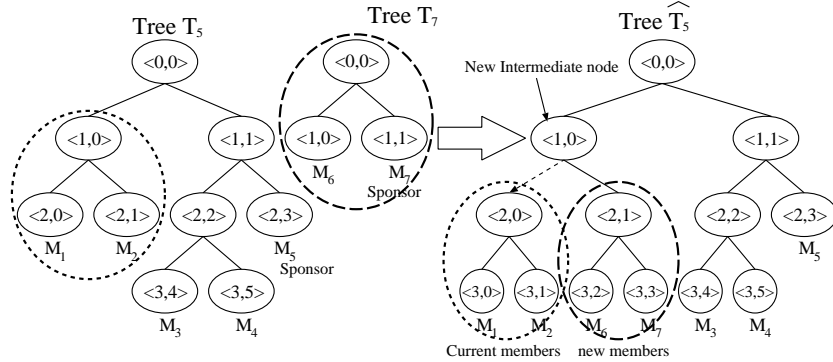 Tree T5 Tree T7 Tree T̂5
<0,0> <0,0> <0,0>
New Intermediate node
<1,0> <1,1> <1,0> <1,1> <1,0> <1,1>
M6 M7
Sponsor
<2,0> <2,1> <2,2> <2,3> <2,0> <2,1> <2,2> <2,3>
M1 M2 M5 M5
Sponsor
<3,4> <3,5> <3,0> <3,1> <3,2> <3,3> <3,4> <3,5>
M3 M4 M1 M2 M6 M7 M3 M4
Current members new members